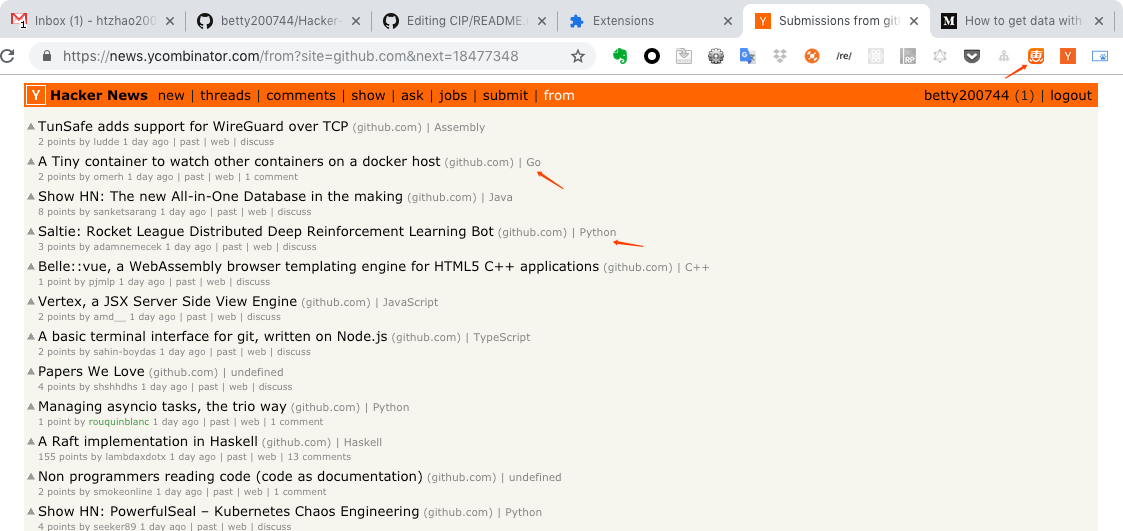 Inbox (1) - htzhao200
betty200744/Hacker-
Editing CIP/README.
Extensions
Submissions from git
How to get data with
https://news.ycombinator.com/from?site=github.com&next=18477348
/re/
RP
惠
Y
Y Hacker News new | threads | comments | show | ask | jobs | submit | from
betty200744 (1) | logout
TunSafe adds support for WireGuard over TCP (github.com) | Assembly
2 points by ludde 1 day ago | past | web | discuss
A Tiny container to watch other containers on a docker host (github.com) | Go
2 points by omerh 1 day ago | past | web | 1 comment
Show HN: The new All-in-One Database in the making (github.com) | Java
8 points by sanketsarang 1 day ago | past | web | discuss
Saltie: Rocket League Distributed Deep Reinforcement Learning Bot (github.com) | Python
3 points by adamnemecek 1 day ago | past | web | discuss
Belle::vue, a WebAssembly browser templating engine for HTML5 C++ applications (github.com) | C++
1 point by pjmlp 1 day ago | past | web | discuss
Vertex, a JSX Server Side View Engine (github.com) | JavaScript
2 points by amd__ 1 day ago | past | web | discuss
A basic terminal interface for git, written on Node.js (github.com) | TypeScript
2 points by sahin-boydas 1 day ago | past | web | discuss
Papers We Love (github.com) | undefined
4 points by shshhdhs 1 day ago | past | web | discuss
Managing asyncio tasks, the trio way (github.com) | Python
1 point by rouquinblanc 1 day ago | past | web | 1 comment
A Raft implementation in Haskell (github.com) | Haskell
155 points by lambdaxdotx 1 day ago | past | web | 13 comments
Non programmers reading code (code as documentation) (github.com) | undefined
2 points by smokeonline 1 day ago | past | web | 1 comment
Show HN: PowerfulSeal – Kubernetes Chaos Engineering (github.com) | Python
4 points by seeker89 1 day ago | past | web | discuss